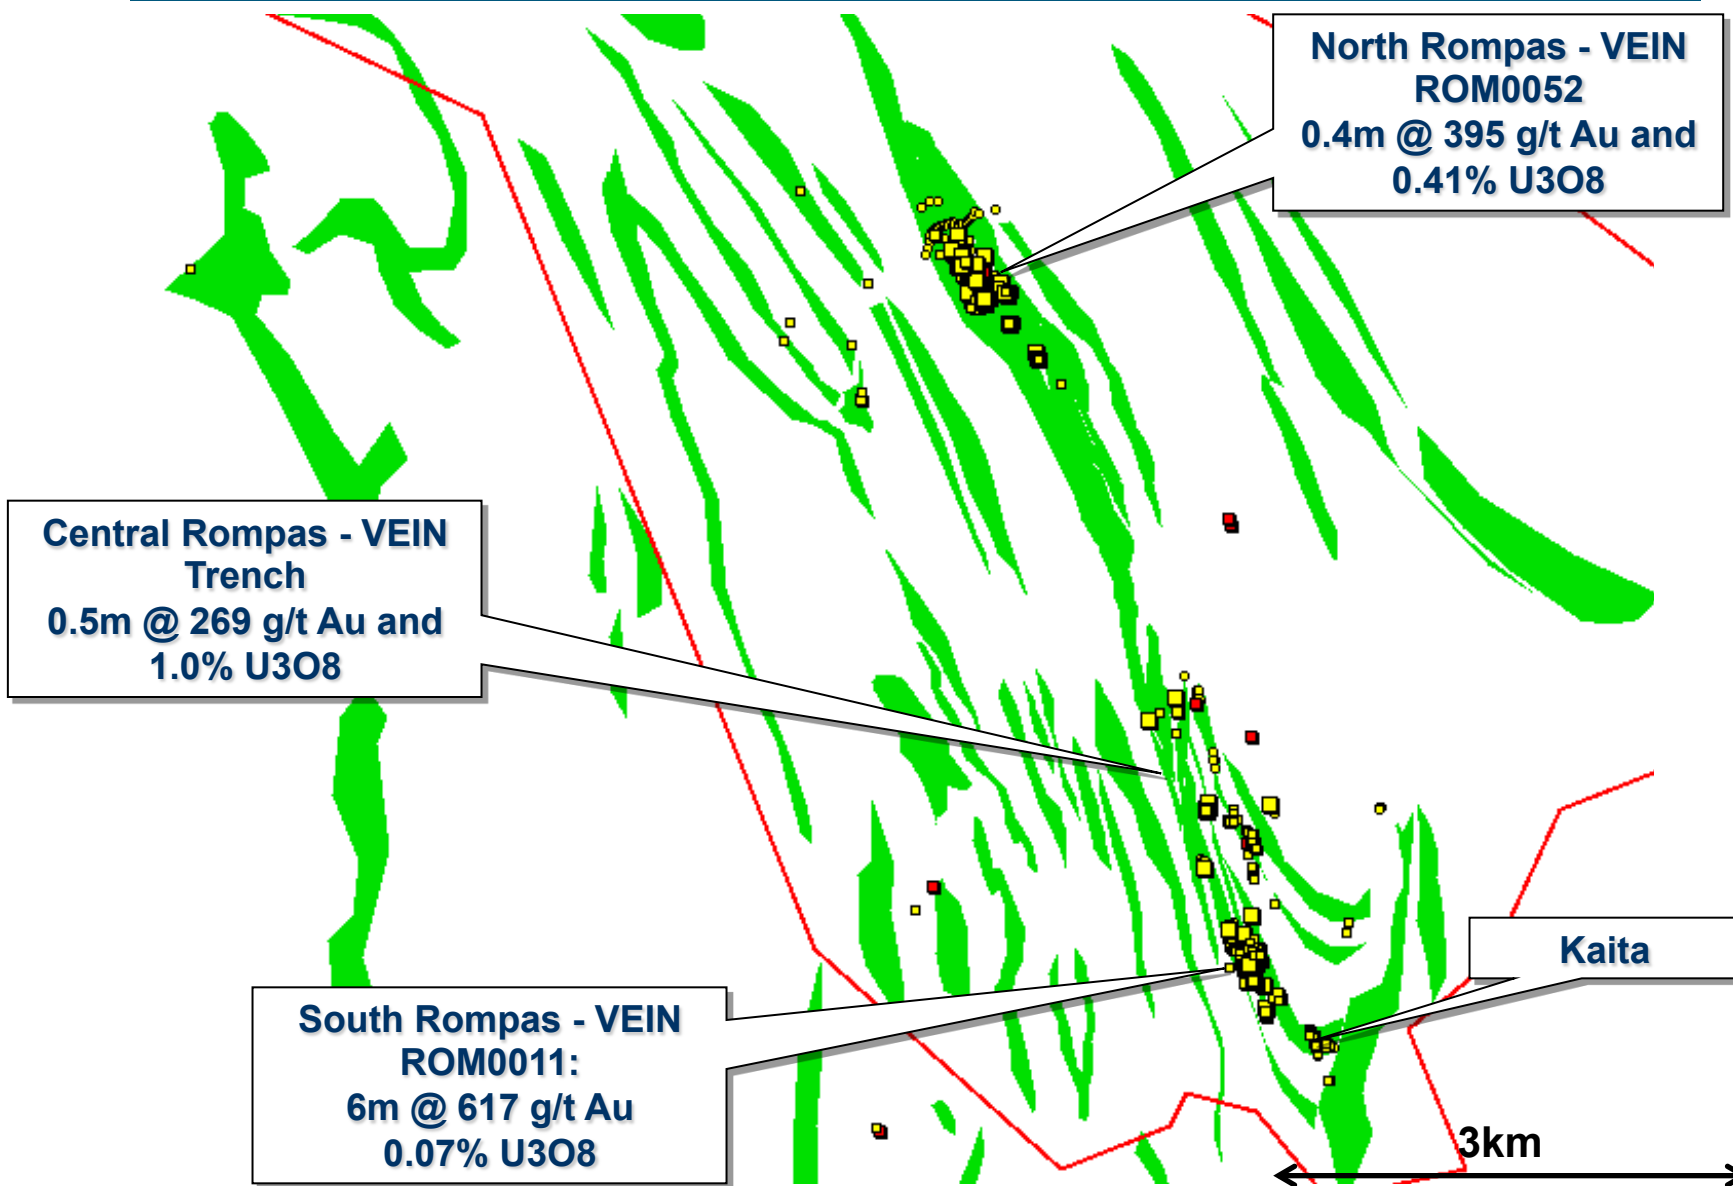 North Rompas - VEIN
ROM0052
0.4m @ 395 g/t Au and
0.41% U3O8
Central Rompas - VEIN
Trench
0.5m @ 269 g/t Au and
1.0% U3O8
Kaita
South Rompas - VEIN
ROM0011:
6m @ 617 g/t Au
0.07% U3O8
3km